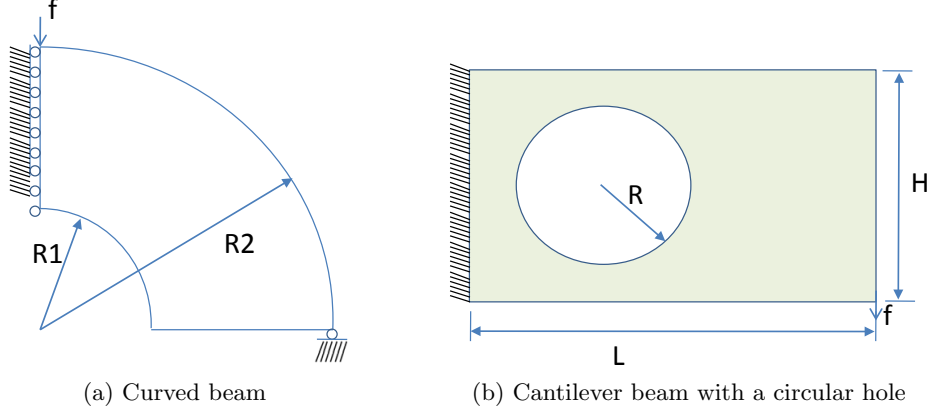 f
R1
R2
(a) Curved beam
R
H
f
L
(b) Cantilever beam with a circular hole